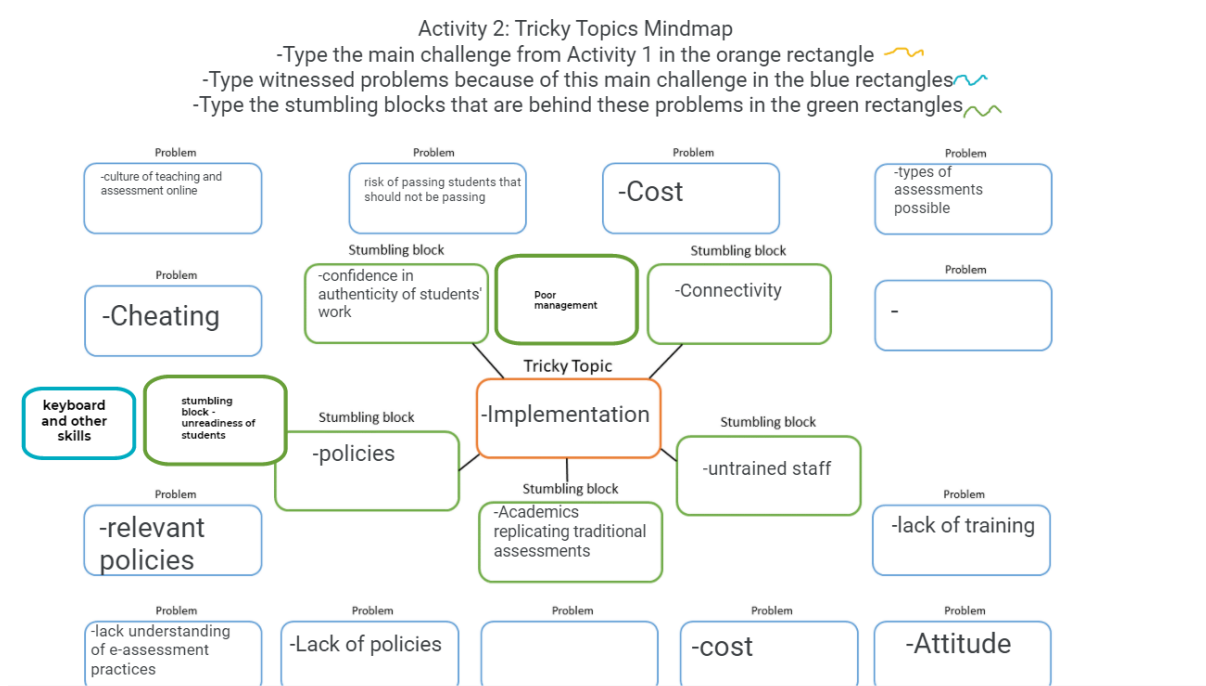 Activity 2: Tricky Topics Mindmap
-Type the main challenge from Activity 1 in the orange rectangle
-Type witnessed problems because of this main challenge in the blue rectangles
-Type the stumbling blocks that are behind these problems in the green rectangles
Problem
-culture of teaching and
assessment online
Problem
risk of passing students that
should not be passing
Problem
-Cost
Problem
-types of
assessments
possible
Stumbling block
-confidence in
authenticity of students'
work
Poor
management
Stumbling block
-Connectivity
Problem
-Cheating
Problem
-
Tricky Topic
-Implementation
keyboard
and other
skills
stumbling
block -
unreadiness of
students
Stumbling block
-policies
Stumbling block
-untrained staff
Stumbling block
-Academics
replicating traditional
assessments
Problem
-relevant
policies
Problem
-lack of training
Problem
-lack understanding
of e-assessment
practices
Problem
-Lack of policies
Problem
Problem
-cost
Problem
-Attitude